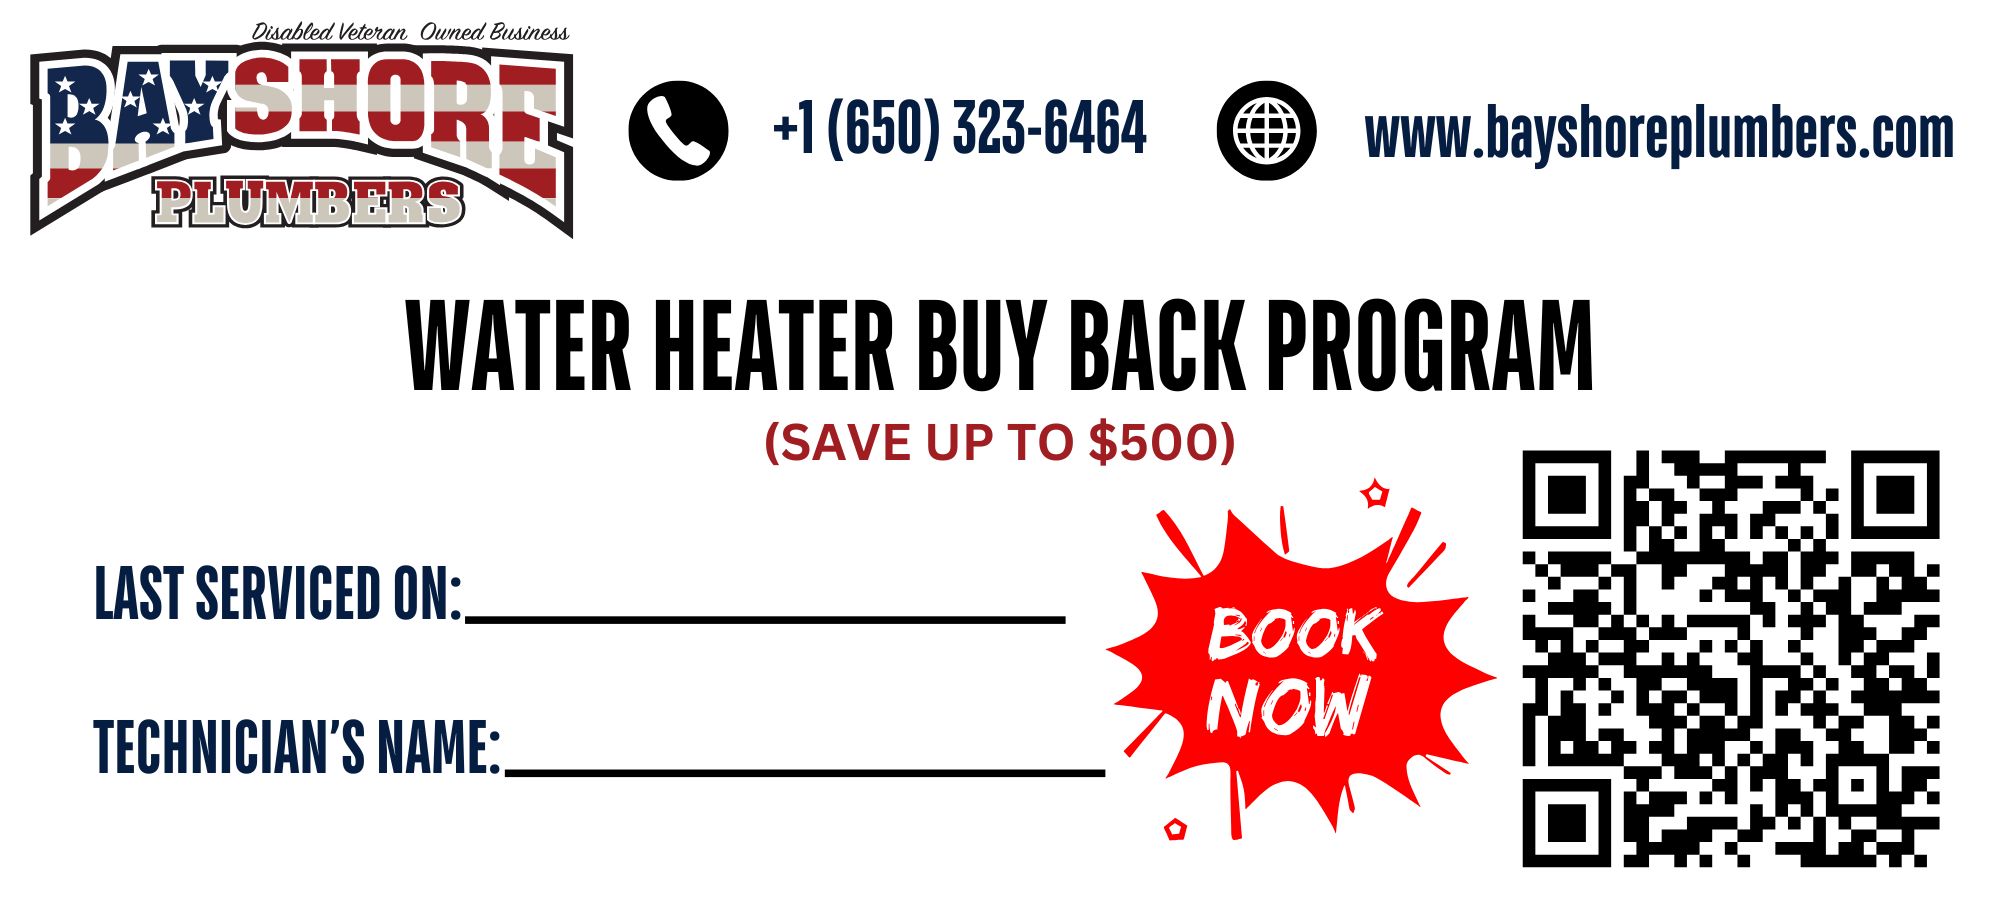 Disabled Veteran Owned Business
BAYSHORE
PLUMBERS
+1 (650) 323-6464
www.bayshoreplumbers.com
WATER HEATER BUY BACK PROGRAM
(SAVE UP TO $500)
LAST SERVICED ON:
TECHNICIAN'S NAME:
BOOK
NOW